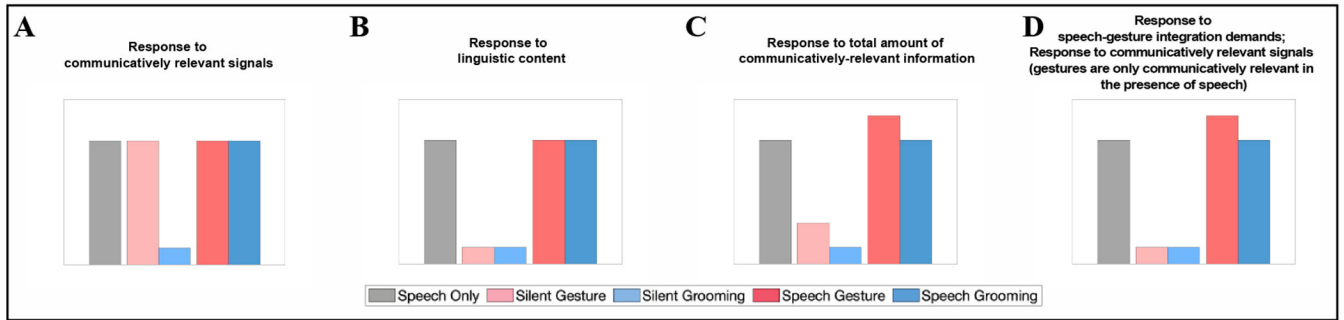 A
Response to
communicatively relevant signals
B
Response to
linguistic content
C
Response to total amount of
communicatively-relevant information
D
Response to
speech-gesture integration demands;
Response to communicatively relevant signals
(gestures are only communicatively relevant in
the presence of speech)
Speech Only Silent Gesture Silent Grooming Speech Gesture Speech Grooming